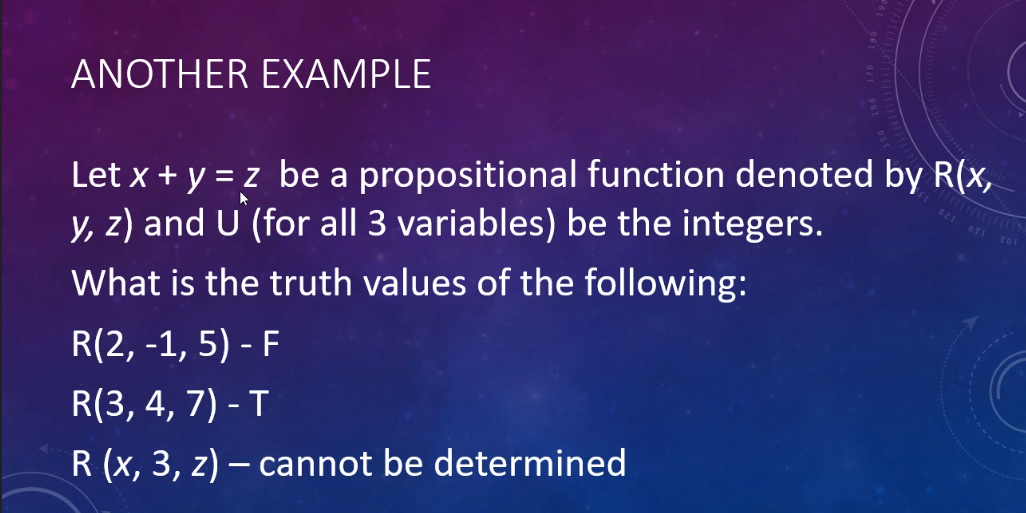 ANOTHER EXAMPLE
Let x + y = z be a propositional function denoted by R(x,
y, z) and U (for all 3 variables) be the integers.
What is the truth values of the following:
R(2, -1, 5) - F
R(3, 4, 7) - T
R (x, 3, z) – cannot be determined